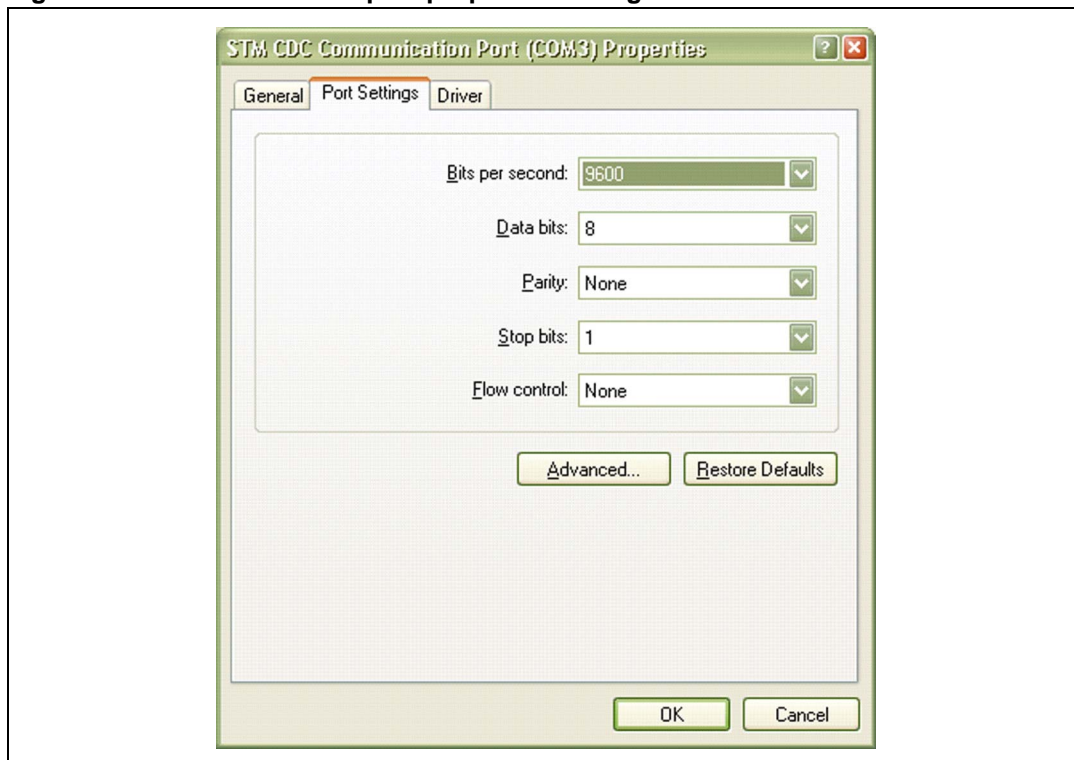 STM CDC Communication Port (COM3) Properties
General Port Settings Driver
Bits per second: 9600
Data bits: 8
Parity: None
Stop bits: 1
Flow control: None
Advanced... Restore Defaults
OK Cancel